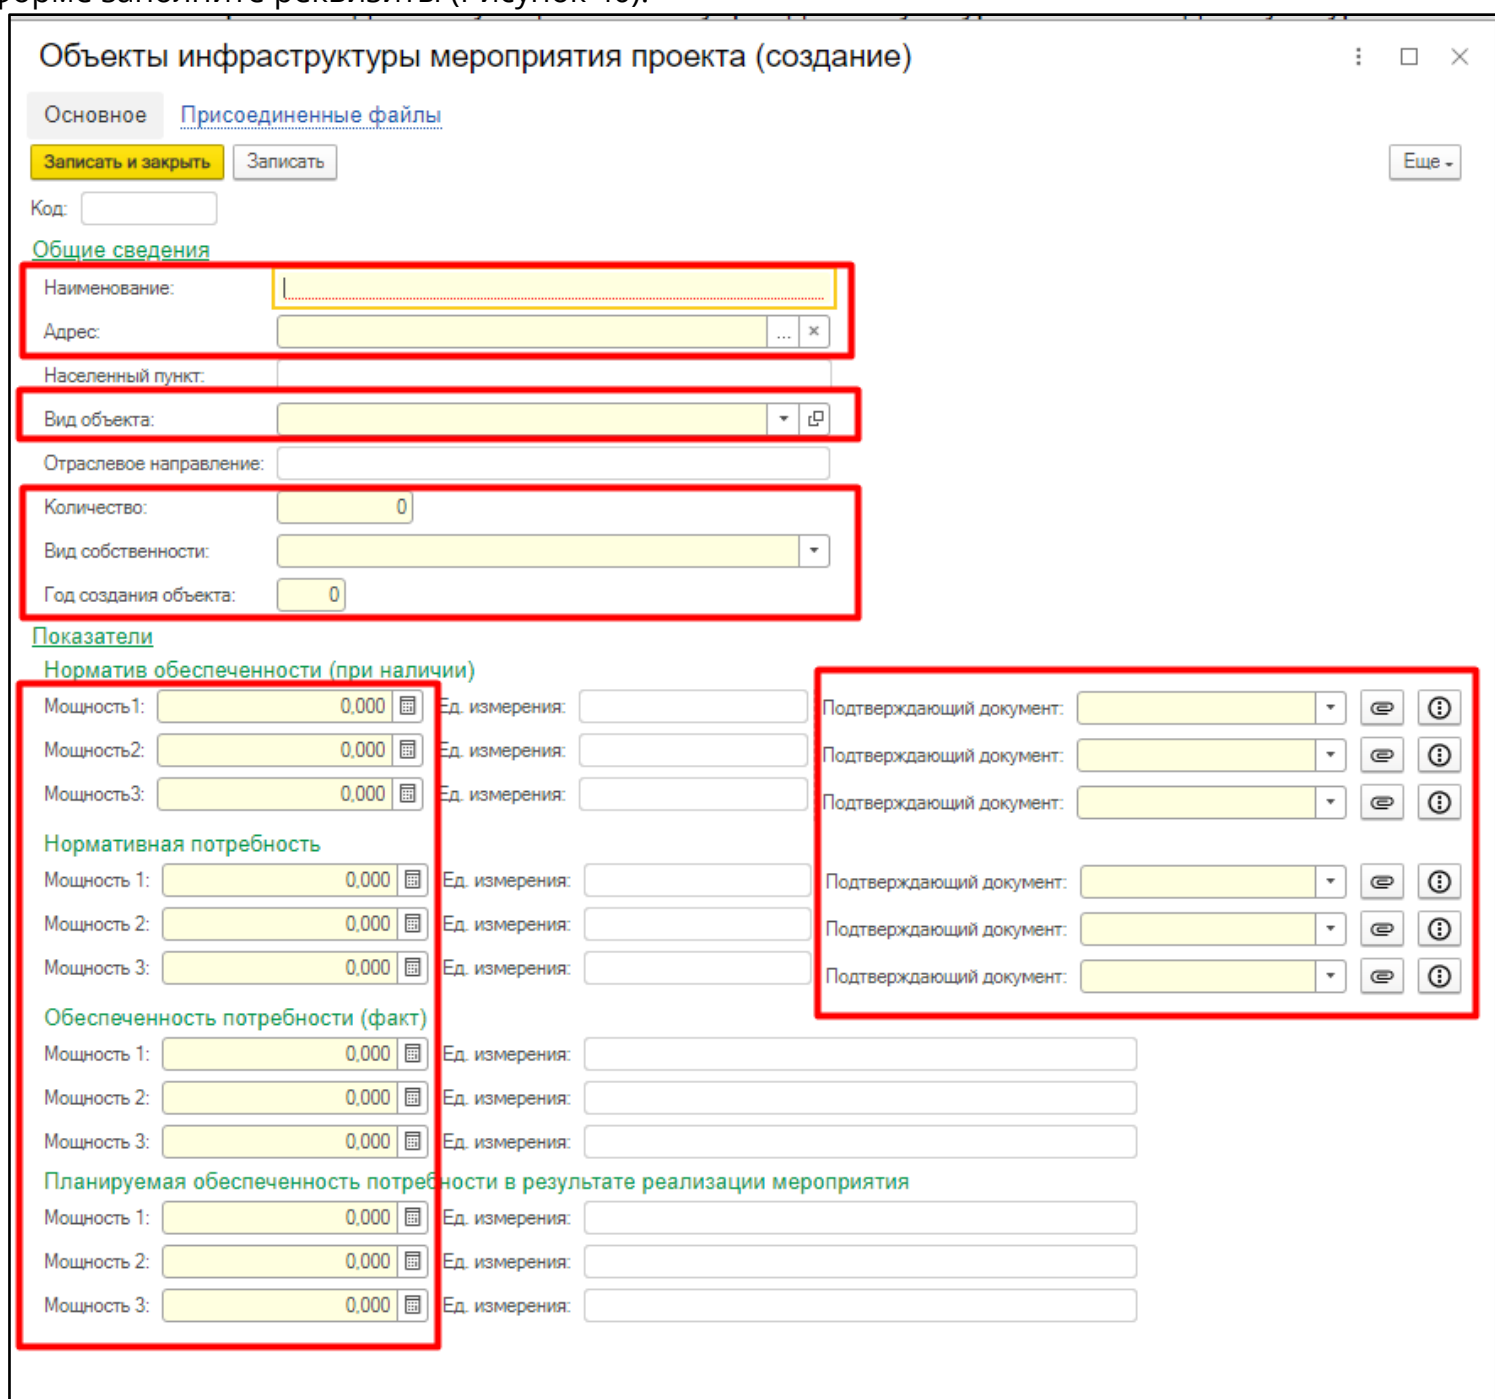 форме заполните реквизиты (Рисунок 40).
Объекты инфраструктуры мероприятия проекта (создание)
Основное Присоединенные файлы
Записать и закрыть Записать Еще
Код:
Общие сведения
Наименование:
Адрес: ... ×
Населенный пункт:
Вид объекта:
Отраслевое направление:
Количество: 0
Вид собственности:
Год создания объекта: 0
Показатели
Норматив обеспеченности (при наличии)
Мощность1: 0,000 Ед. измерения: Подтверждающий документ:
Мощность2: 0,000 Ед. измерения: Подтверждающий документ:
Мощность3: 0,000 Ед. измерения: Подтверждающий документ:
Нормативная потребность
Мощность 1: 0,000 Ед. измерения: Подтверждающий документ:
Мощность 2: 0,000 Ед. измерения: Подтверждающий документ:
Мощность 3: 0,000 Ед. измерения: Подтверждающий документ:
Обеспеченность потребности (факт)
Мощность 1: 0,000 Ед. измерения:
Мощность 2: 0,000 Ед. измерения:
Мощность 3: 0,000 Ед. измерения:
Планируемая обеспеченность потребности в результате реализации мероприятия
Мощность 1: 0,000 Ед. измерения:
Мощность 2: 0,000 Ед. измерения:
Мощность 3: 0,000 Ед. измерения: